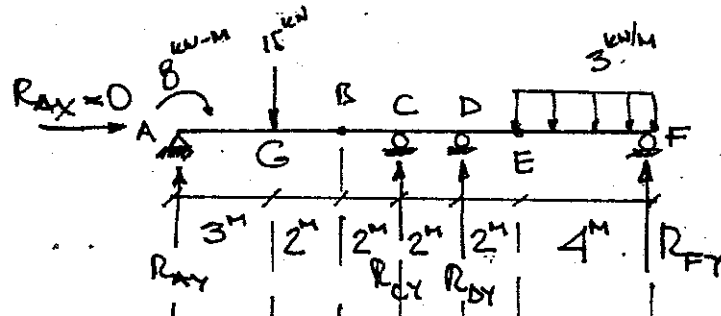 8 KN-M
15 KN
3 KN/M
RAX=0
A
B
C
D
F
G
E
3M
2M
2M
2M
2M
4M
RAY
RCY
RDY
RFY